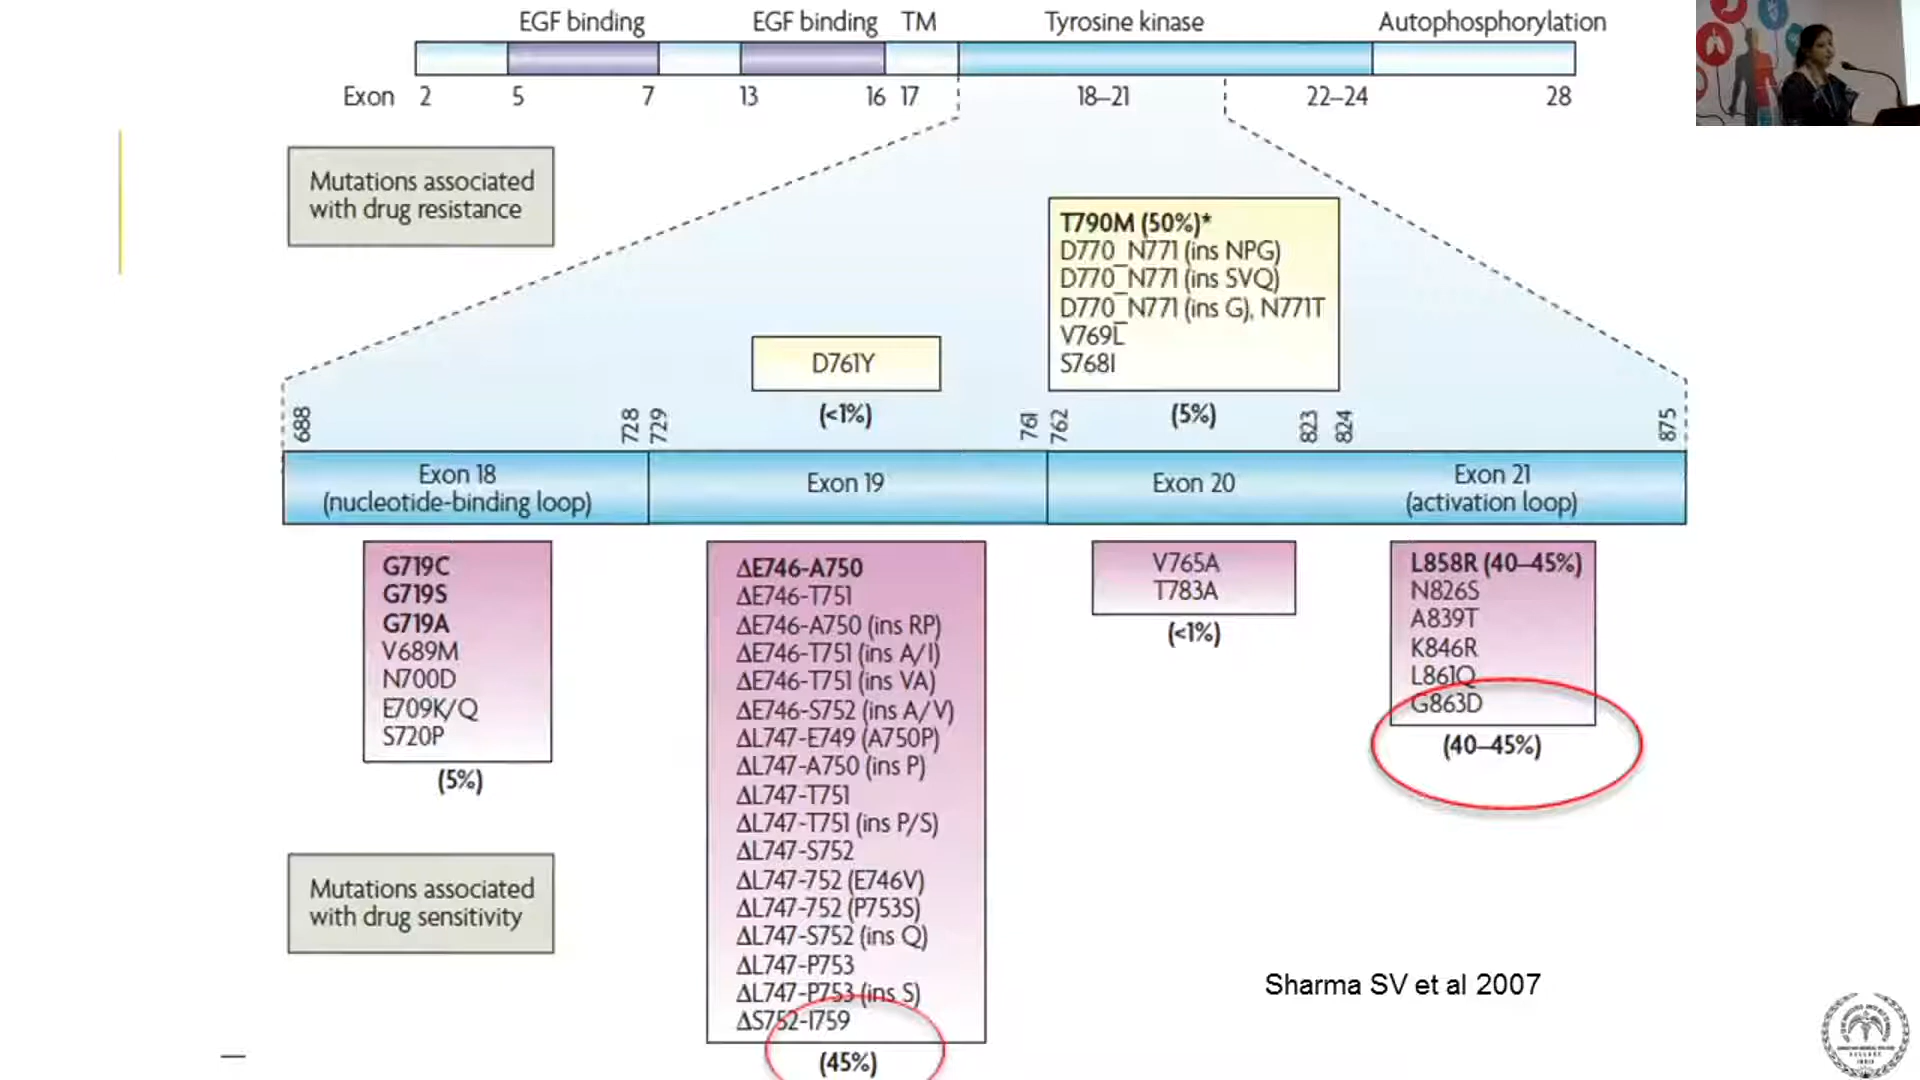 EGF binding
EGF binding
TM
Tyrosine kinase
Autophosphorylation
Exon
2
5
7
13
16
17
18–21
22–24
28
Mutations associated
with drug resistance
T790M (50%)*
D770_N771 (ins NPG)
D770_N771 (ins SVQ)
D770_N771 (ins G), N771T
V769L
S768I
D761Y
(<1%)
(5%)
688
728
729
761
762
823
824
875
Exon 18
(nucleotide-binding loop)
Exon 19
Exon 20
Exon 21
(activation loop)
G719C
G719S
G719A
V689M
N700D
E709K/Q
S720P
(5%)
ΔE746-A750
ΔE746-T751
ΔE746-A750 (ins RP)
ΔE746-T751 (ins A/I)
ΔE746-T751 (ins VA)
ΔE746-S752 (ins A/V)
ΔL747-E749 (A750P)
ΔL747-A750 (ins P)
ΔL747-T751
ΔL747-T751 (ins P/S)
ΔL747-S752
ΔL747-752 (E746V)
ΔL747-752 (P753S)
ΔL747-S752 (ins Q)
ΔL747-P753
ΔL747-P753 (ins S)
ΔS752-I759
(45%)
V765A
T783A
(<1%)
L858R (40–45%)
N826S
A839T
K846R
L861Q
G863D
(40–45%)
Mutations associated
with drug sensitivity
Sharma SV et al 2007